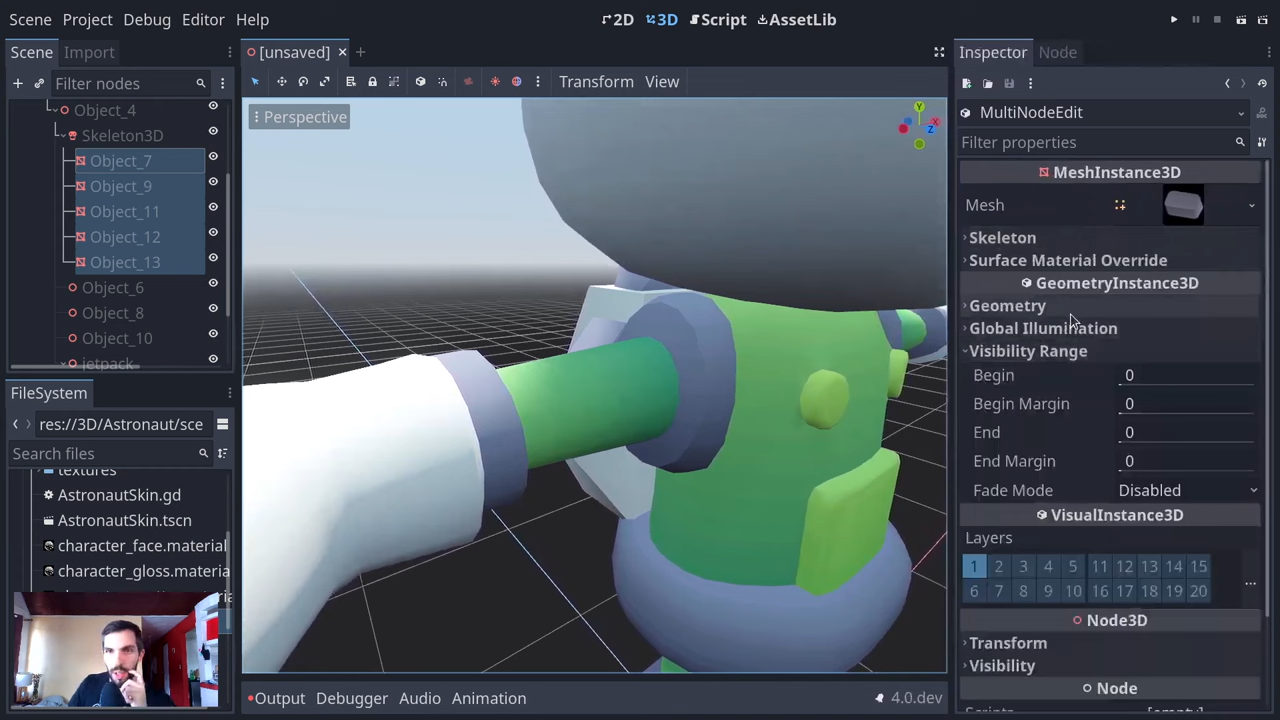 Scene Project Debug Editor Help
2D 3D Script AssetLib
Scene Import
Filter nodes
Object_4
Skeleton3D
Object_7
Object_9
Object_11
Object_12
Object_13
Object_6
Object_8
Object_10
jetpack
FileSystem
res://3D/Astronaut/sce
Search files
textures
AstronautSkin.gd
AstronautSkin.tscn
character_face.material
character_gloss.materia
[unsaved]
Transform View
Perspective
Y
X
Z
Output Debugger Audio Animation
4.0.dev
Inspector Node
MultiNodeEdit
Filter properties
MeshInstance3D
Mesh
Skeleton
Surface Material Override
GeometryInstance3D
Geometry
Global Illumination
Visibility Range
Begin 0
Begin Margin 0
End 0
End Margin 0
Fade Mode Disabled
VisualInstance3D
Layers
1 2 3 4 5 11 12 13 14 15
6 7 8 9 10 16 17 18 19 20
Node3D
Transform
Visibility
Node